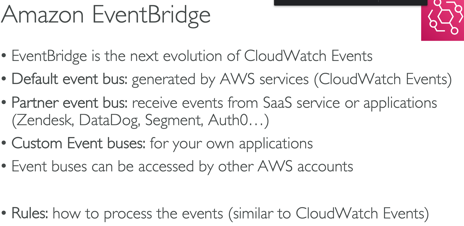 Amazon EventBridge
• EventBridge is the next evolution of CloudWatch Events
• Default event bus: generated by AWS services (CloudWatch Events)
• Partner event bus: receive events from SaaS service or applications
(Zendesk, DataDog, Segment, Auth0…)
• Custom Event buses: for your own applications
• Event buses can be accessed by other AWS accounts
• Rules: how to process the events (similar to CloudWatch Events)